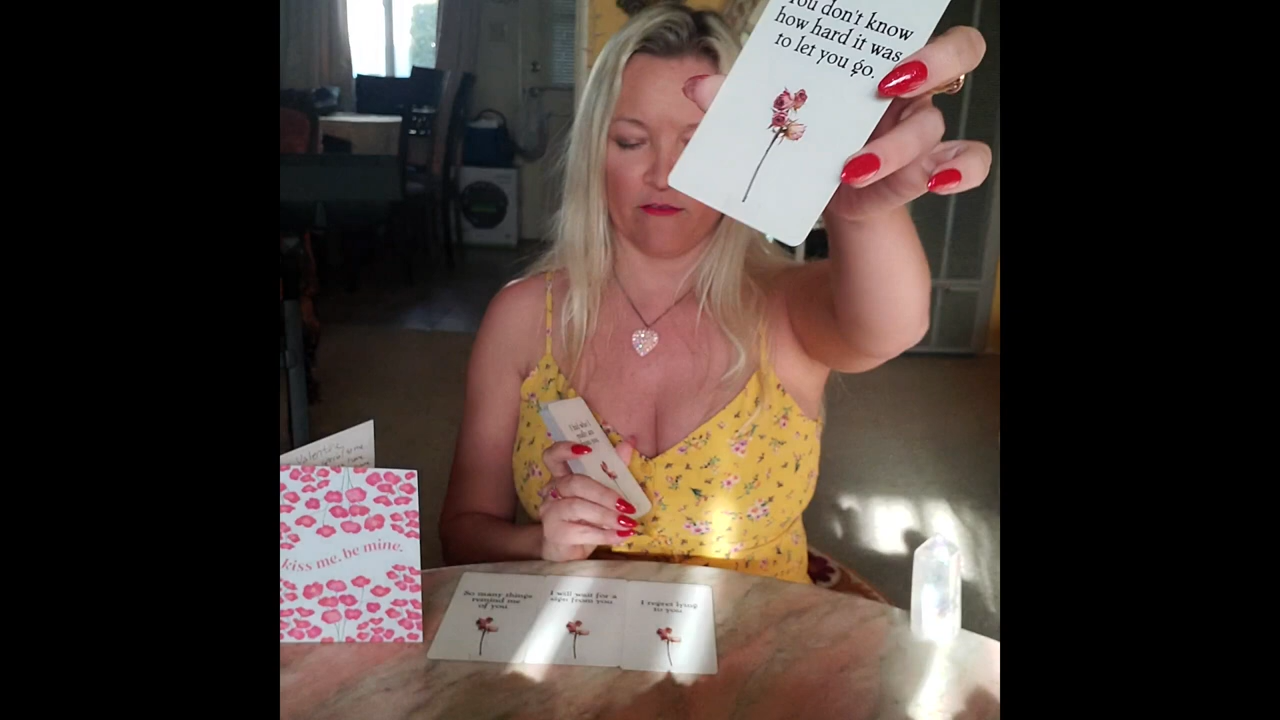 You don't know
how hard it was
to let you go.
kiss me. be mine.
So many things
remind me
of you.
I will wait for a
sign from you.
I regret lying
to you.